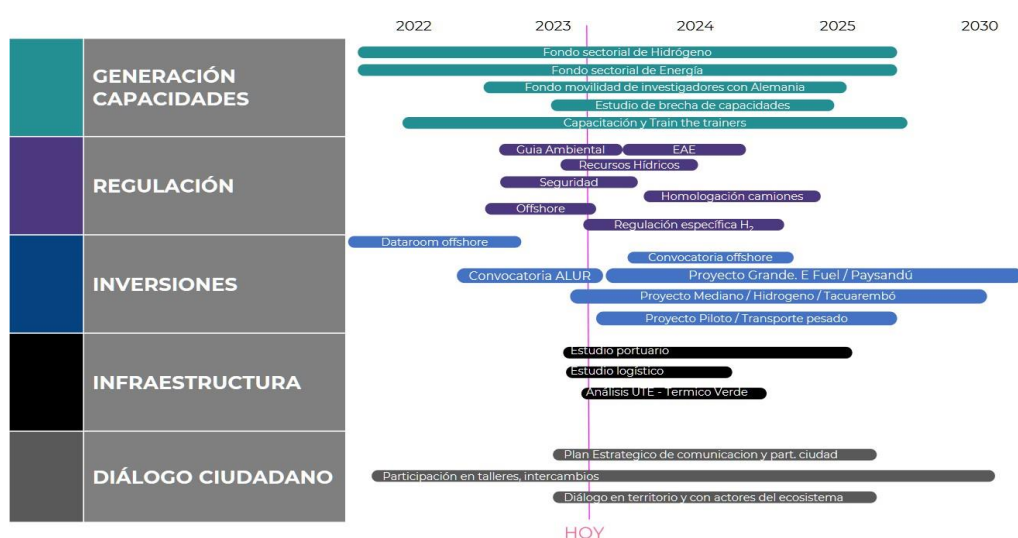 2022 2023 2024 2025 2030
GENERACIÓN
CAPACIDADES
Fondo sectorial de Hidrógeno
Fondo sectorial de Energía
Fondo movilidad de investigadores con Alemania
Estudio de brecha de capacidades
Capacitación y Train the trainers
REGULACIÓN
Guia Ambiental EAE
Recursos Hídricos
Seguridad
Homologación camiones
Offshore
Regulación específica H₂
INVERSIONES
Dataroom offshore
Convocatoria offshore
Convocatoria ALUR Proyecto Grande. E Fuel / Paysandú
Proyecto Mediano / Hidrogeno / Tacuarembó
Proyecto Piloto / Transporte pesado
INFRAESTRUCTURA
Estudio portuario
Estudio logístico
Análisis UTE - Termico Verde
DIÁLOGO CIUDADANO
Plan Estrategico de comunicacion y part. ciudad
Participación en talleres, intercambios
Diálogo en territorio y con actores del ecosistema
HOY